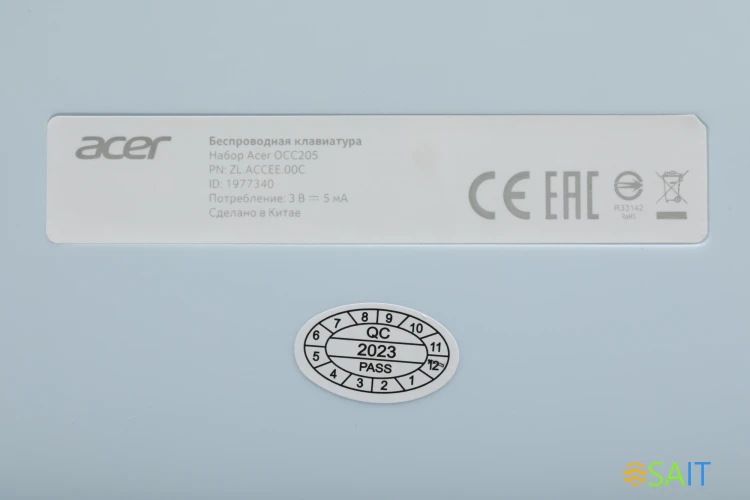 acer
Беспроводная клавиатура
Набор Acer OCC205
PN: ZL.ACCEE.00C
ID: 1977340
Потребление: 3 В ⎓ 5 мА
Сделано в Китае
CE
EAC
R33142
6 7 8 9 10
5 11
4 3 2 1 12
QC
2023
PASS
SAIT